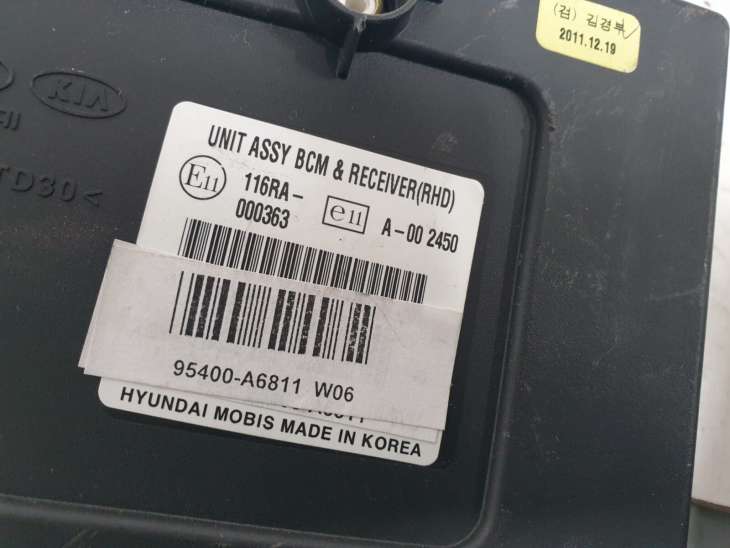 (검) 김경부
2011.12.19
KIA
TD30<
UNIT ASSY BCM & RECEIVER(RHD)
E11
116RA-
000363
e11
A-00 2450
95400-A6811 W06
HYUNDAI MOBIS MADE IN KOREA